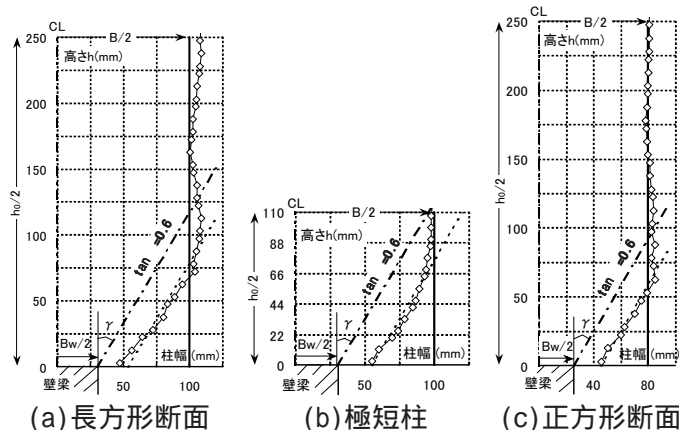 CL
250
B/2
高さh(mm)
200
150
h0/2
100
tan =0.6
50
γ
Bw/2
柱幅(mm)
0
壁梁
50
100
(a)長方形断面
CL
110
B/2
高さh(mm)
88
66
h0/2
44
tan =0.6
22
γ
Bw/2
柱幅(mm)
0
壁梁
50
100
(b)極短柱
CL
250
B/2
高さh(mm)
200
150
h0/2
100
tan =0.6
50
γ
Bw/2
柱幅(mm)
0
壁梁
40
80
(c)正方形断面